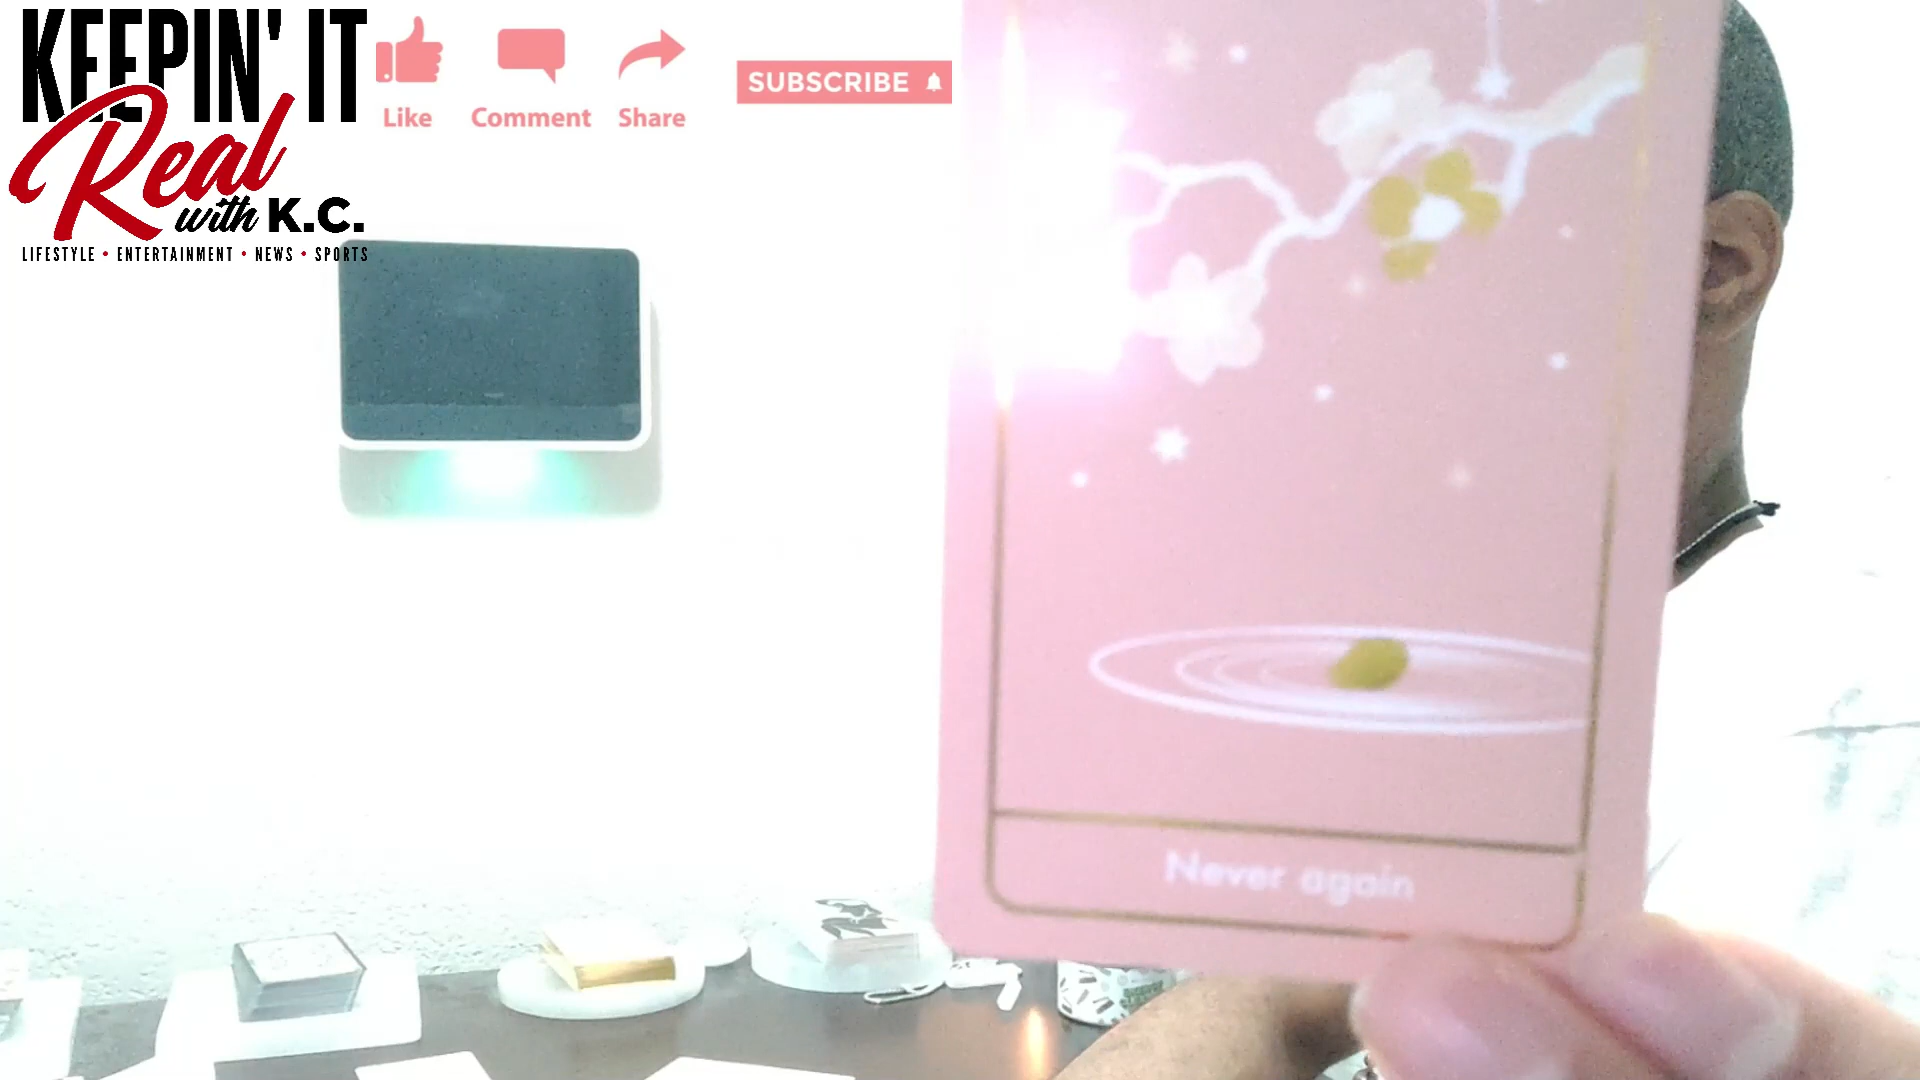 KEEPIN' IT
Real
with K.C.
LIFESTYLE • ENTERTAINMENT • NEWS • SPORTS
Like
Comment
Share
SUBSCRIBE
Never again